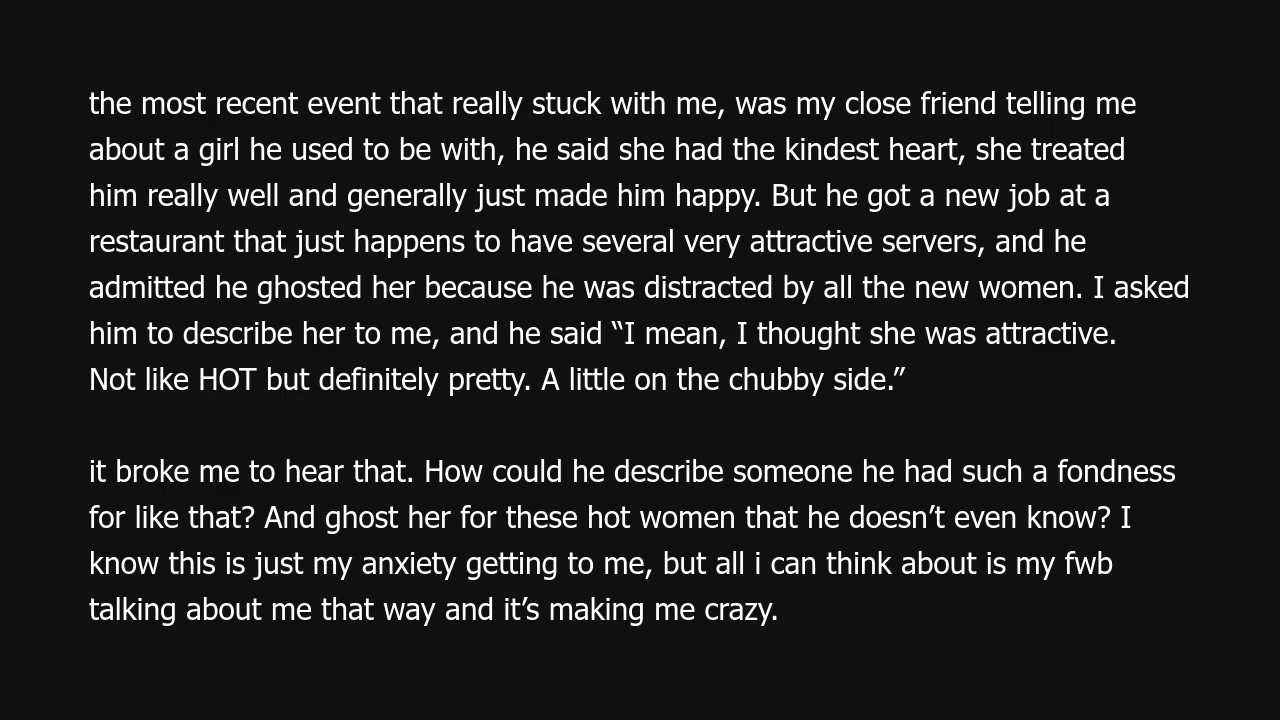 the most recent event that really stuck with me, was my close friend telling me
about a girl he used to be with, he said she had the kindest heart, she treated
him really well and generally just made him happy. But he got a new job at a
restaurant that just happens to have several very attractive servers, and he
admitted he ghosted her because he was distracted by all the new women. I asked
him to describe her to me, and he said “I mean, I thought she was attractive.
Not like HOT but definitely pretty. A little on the chubby side.”

it broke me to hear that. How could he describe someone he had such a fondness
for like that? And ghost her for these hot women that he doesn’t even know? I
know this is just my anxiety getting to me, but all i can think about is my fwb
talking about me that way and it’s making me crazy.